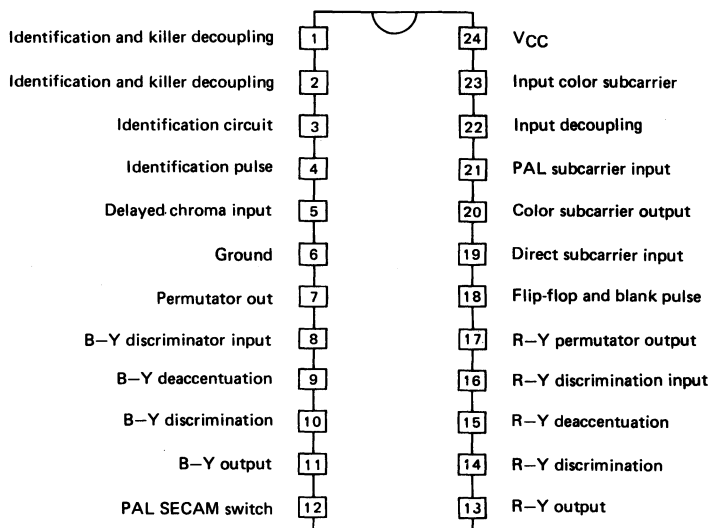 Identification and killer decoupling 1 24 VCC
Identification and killer decoupling 2 23 Input color subcarrier
Identification circuit 3 22 Input decoupling
Identification pulse 4 21 PAL subcarrier input
Delayed chroma input 5 20 Color subcarrier output
Ground 6 19 Direct subcarrier input
Permutator out 7 18 Flip-flop and blank pulse
B–Y discriminator input 8 17 R–Y permutator output
B–Y deaccentuation 9 16 R–Y discrimination input
B–Y discrimination 10 15 R–Y deaccentuation
B–Y output 11 14 R–Y discrimination
PAL SECAM switch 12 13 R–Y output